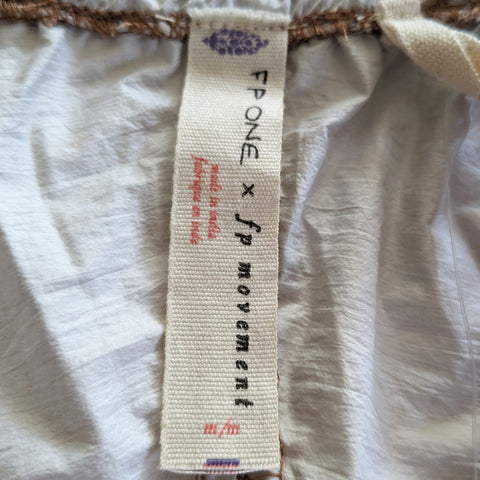 FP ONE x fp movement
made in india
fabriqué en Inde
m/m